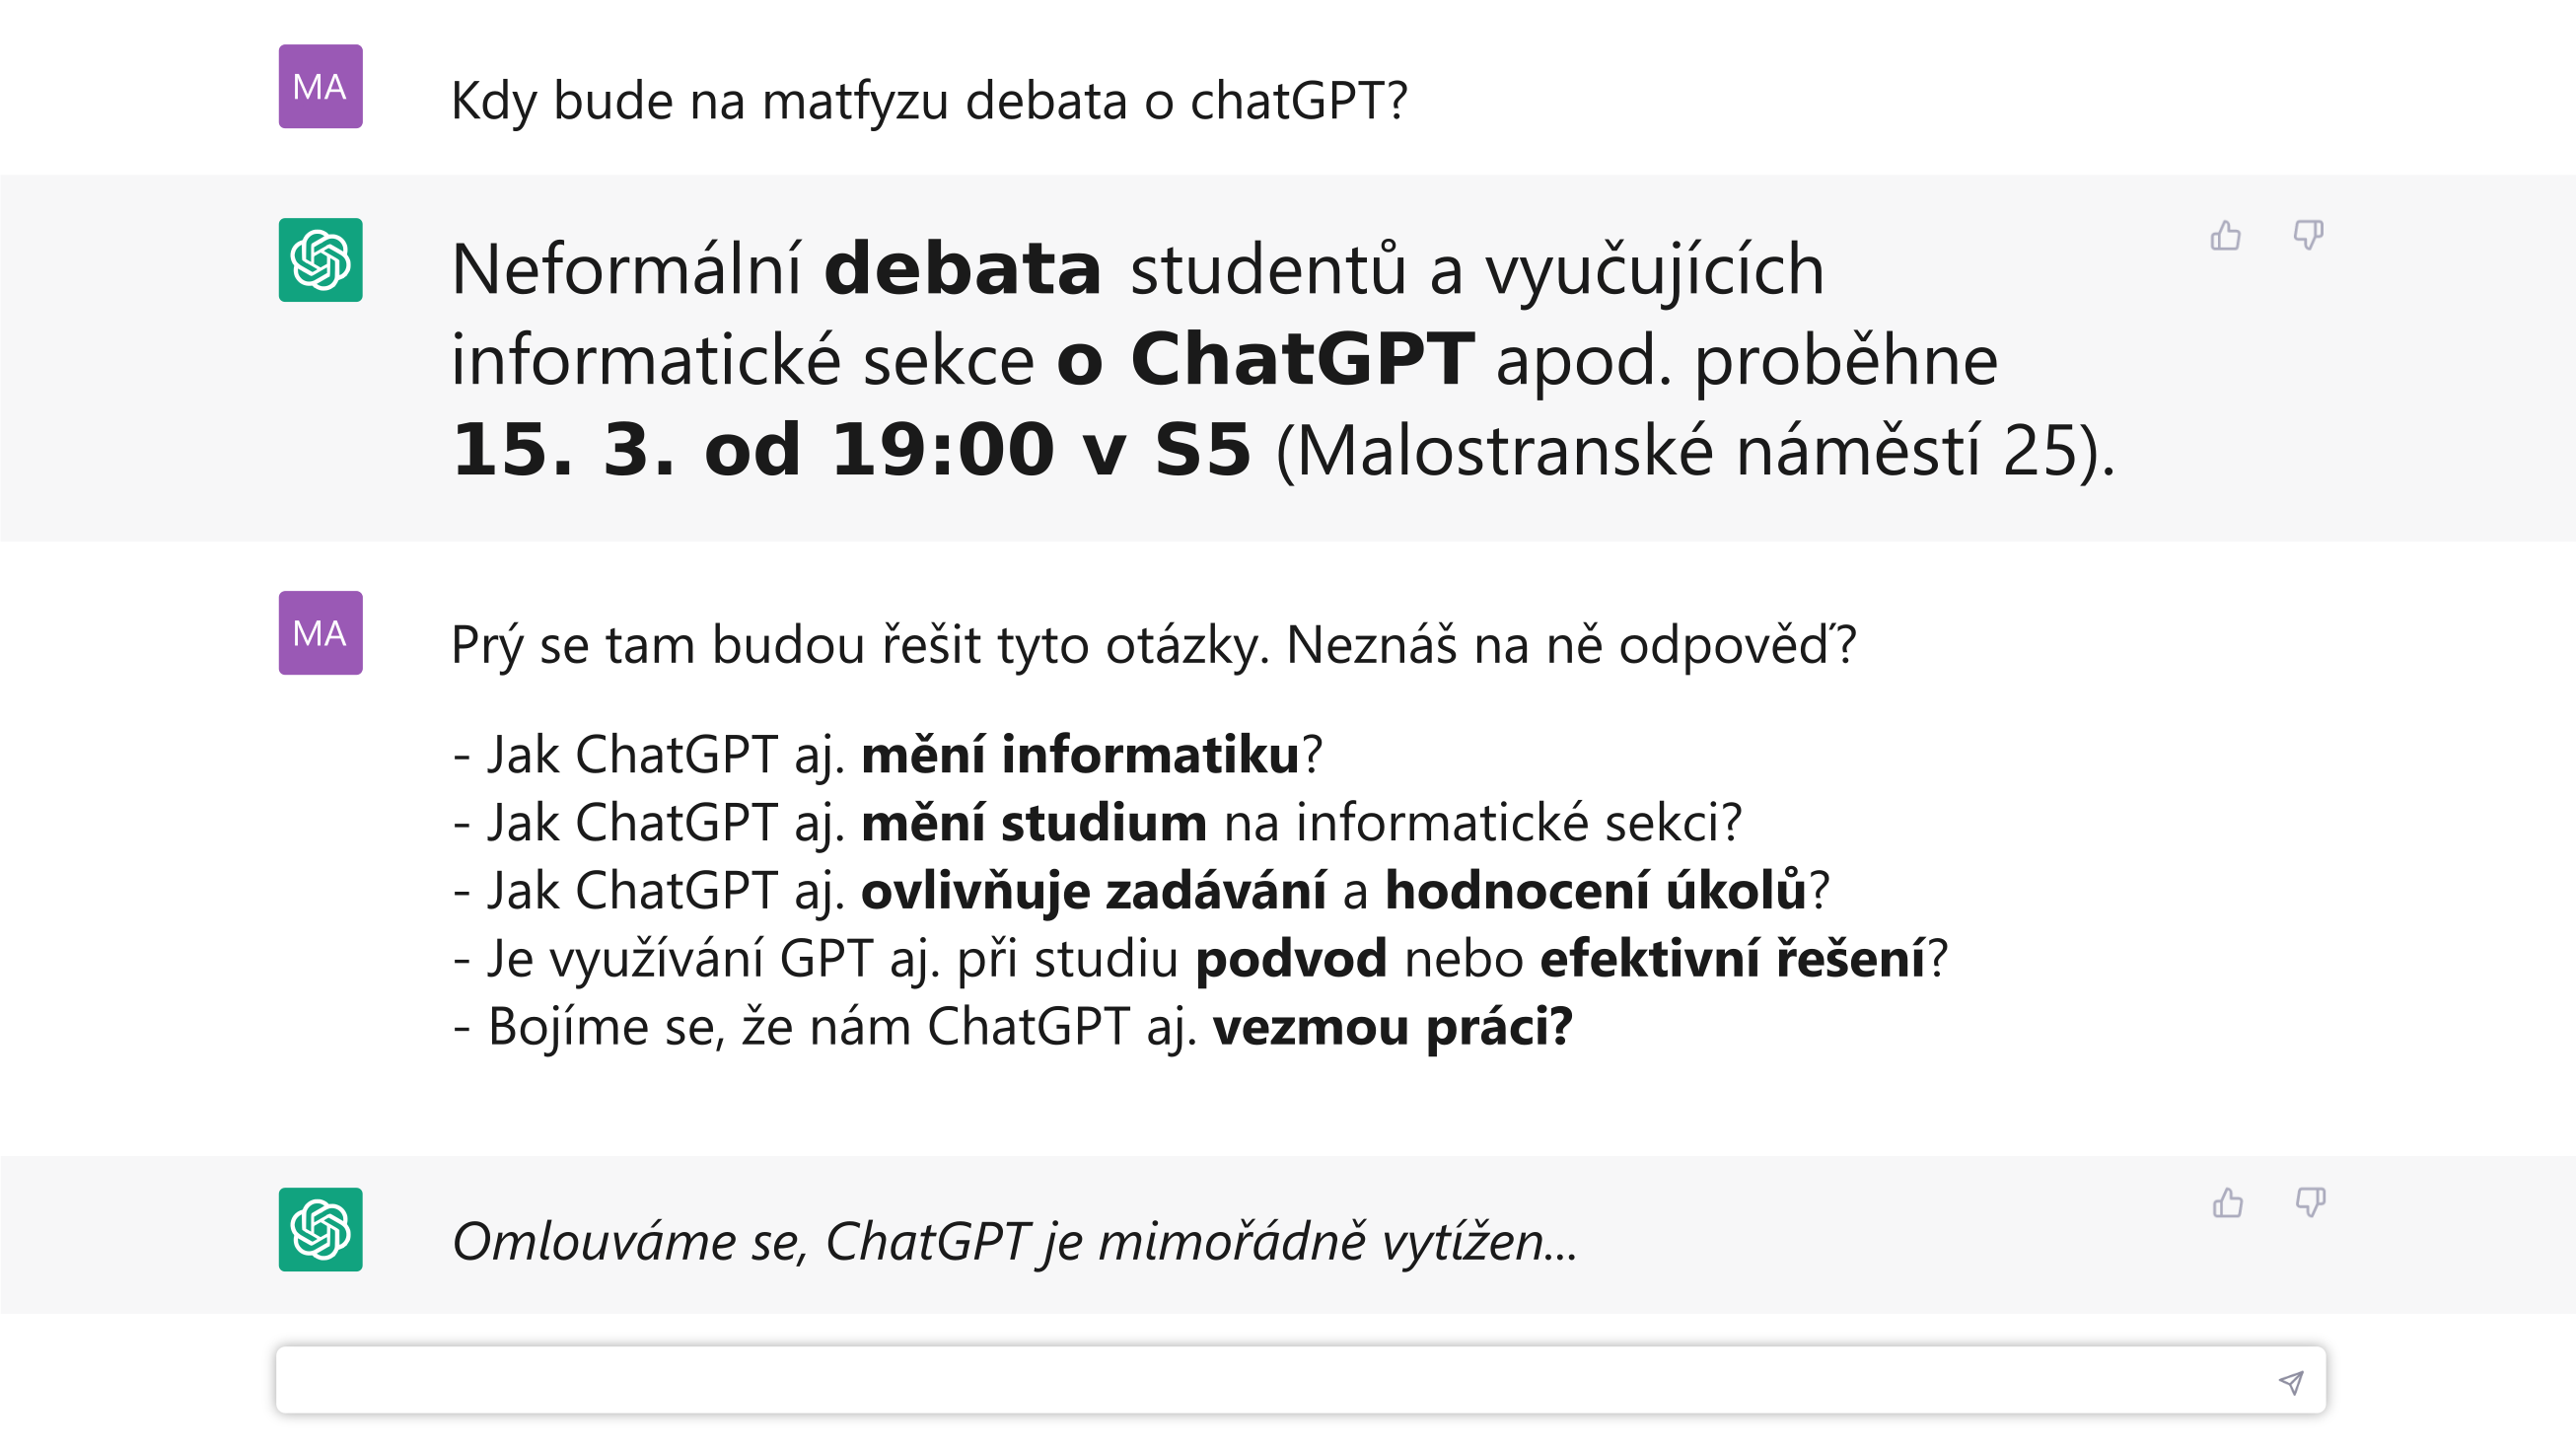 MA
Kdy bude na matfyzu debata o chatGPT?
Neformální debata studentů a vyučujících
informatické sekce o ChatGPT apod. proběhne
15. 3. od 19:00 v S5 (Malostranské náměstí 25).
MA
Prý se tam budou řešit tyto otázky. Neznáš na ně odpověď?
- Jak ChatGPT aj. mění informatiku?
- Jak ChatGPT aj. mění studium na informatické sekci?
- Jak ChatGPT aj. ovlivňuje zadávání a hodnocení úkolů?
- Je využívání GPT aj. při studiu podvod nebo efektivní řešení?
- Bojíme se, že nám ChatGPT aj. vezmou práci?
Omlouváme se, ChatGPT je mimořádně vytížen...